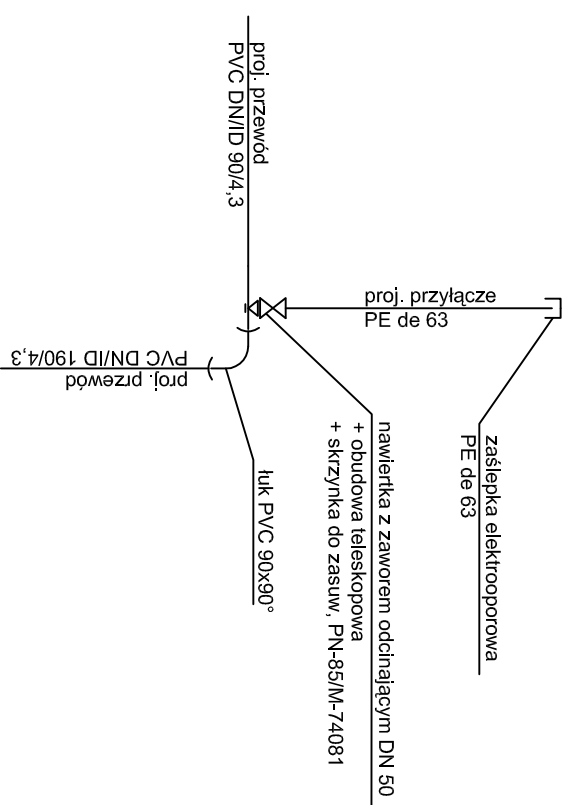 proj. przewód
PVC DN/ID 90/4,3
proj. przyłącze
PE de 63
zaślepka elektrooporowa
PE de 63
nawiertka z zaworem odcinającym DN 50
+ obudowa teleskopowa
+ skrzynka do zasuw, PN-85/M-74081
łuk PVC 90x90°
proj. przewód
PVC DN/ID 190/4,3